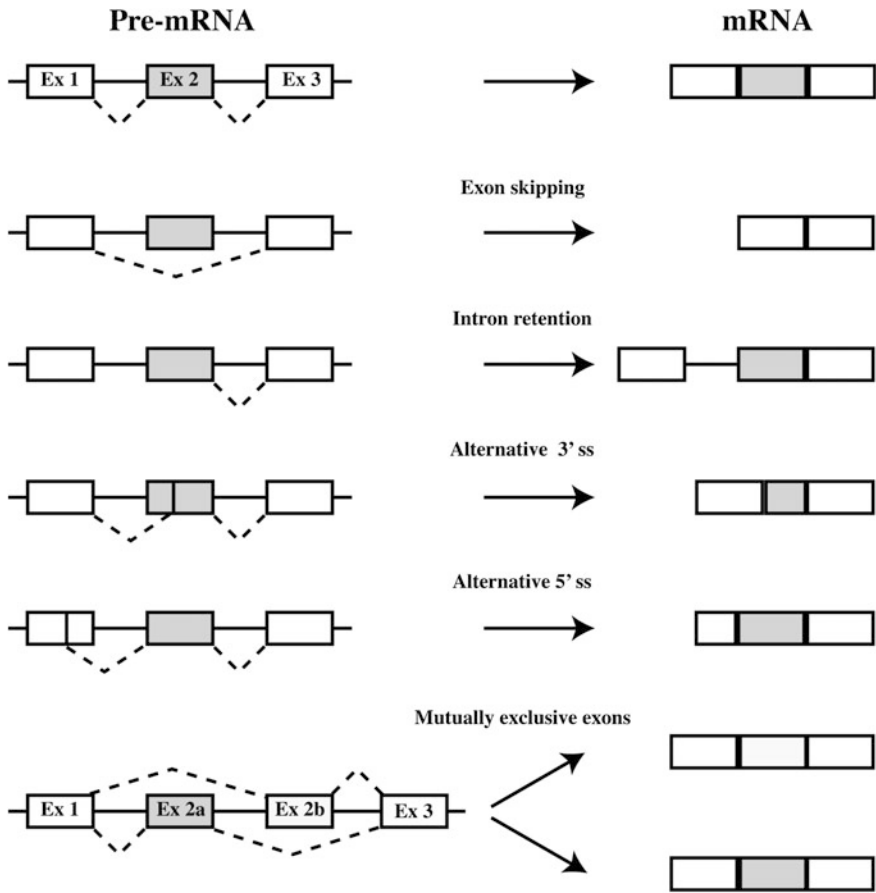 Pre-mRNA mRNA
Ex 1 Ex 2 Ex 3
Exon skipping
Intron retention
Alternative 3' ss
Alternative 5' ss
Mutually exclusive exons
Ex 1 Ex 2a Ex 2b Ex 3